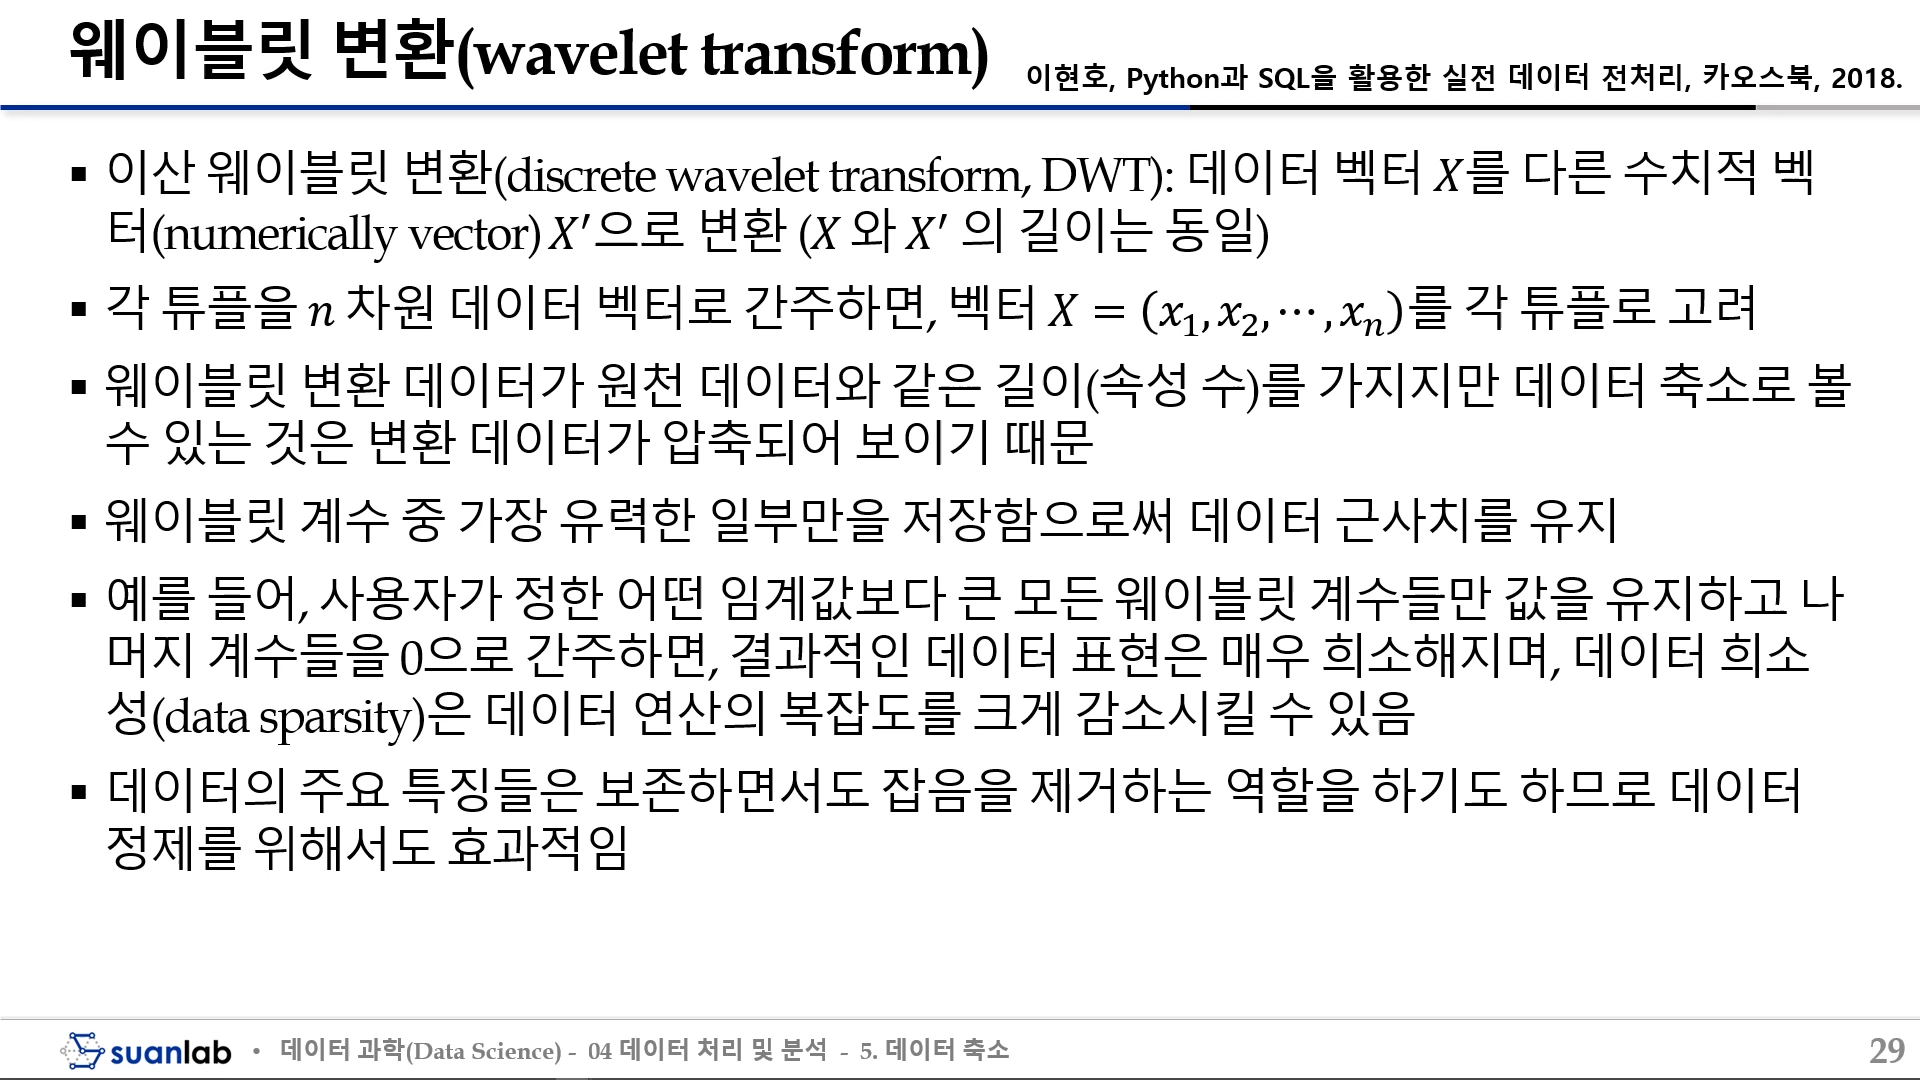 웨이블릿 변환(wavelet transform)
이현호, Python과 SQL을 활용한 실전 데이터 전처리, 카오스북, 2018.
▪ 이산 웨이블릿 변환(discrete wavelet transform, DWT): 데이터 벡터 X를 다른 수치적 벡
터(numerically vector) X′으로 변환 (X 와 X′ 의 길이는 동일)
▪ 각 튜플을 n 차원 데이터 벡터로 간주하면, 벡터 X = (x₁, x₂, ⋯ , xₙ)를 각 튜플로 고려
▪ 웨이블릿 변환 데이터가 원천 데이터와 같은 길이(속성 수)를 가지지만 데이터 축소로 볼
수 있는 것은 변환 데이터가 압축되어 보이기 때문
▪ 웨이블릿 계수 중 가장 유력한 일부만을 저장함으로써 데이터 근사치를 유지
▪ 예를 들어, 사용자가 정한 어떤 임계값보다 큰 모든 웨이블릿 계수들만 값을 유지하고 나
머지 계수들을 0으로 간주하면, 결과적인 데이터 표현은 매우 희소해지며, 데이터 희소
성(data sparsity)은 데이터 연산의 복잡도를 크게 감소시킬 수 있음
▪ 데이터의 주요 특징들은 보존하면서도 잡음을 제거하는 역할을 하기도 하므로 데이터
정제를 위해서도 효과적임
suanlab • 데이터 과학(Data Science) - 04 데이터 처리 및 분석 - 5. 데이터 축소
29